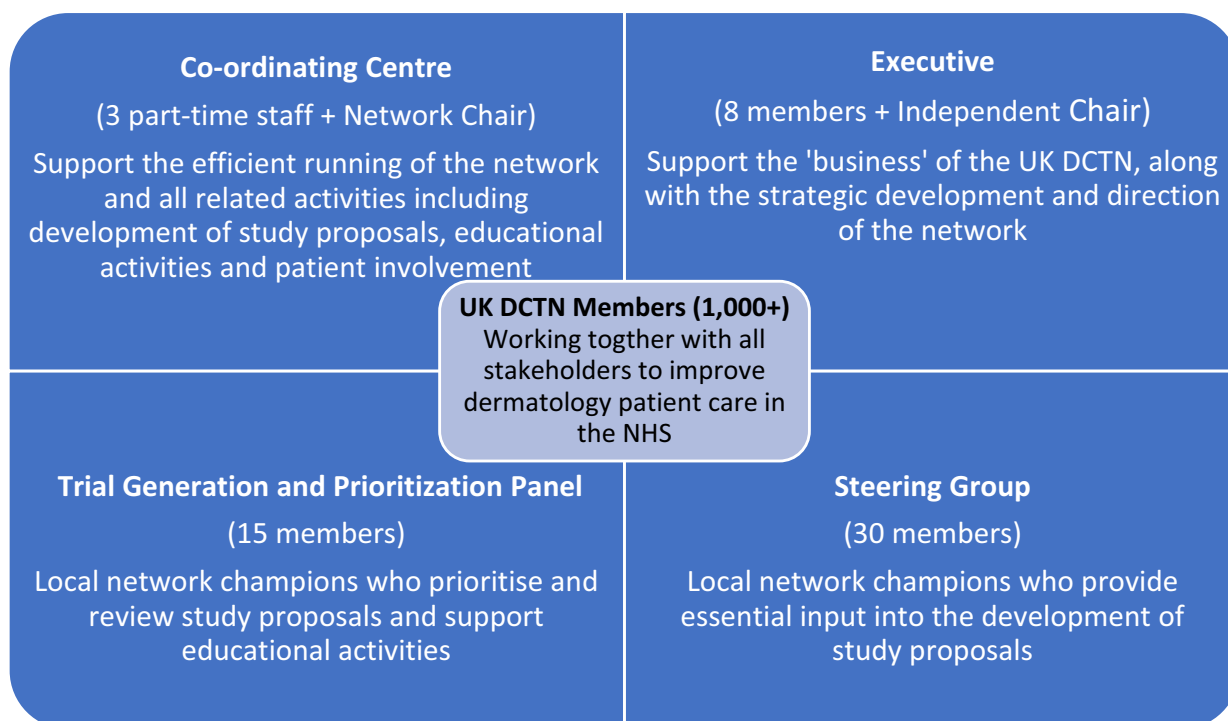 Co-ordinating Centre
(3 part-time staff + Network Chair)
Support the efficient running of the network
and all related activities including
development of study proposals, educational
activities and patient involvement
Executive
(8 members + Independent Chair)
Support the 'business' of the UK DCTN, along
with the strategic development and direction
of the network
UK DCTN Members (1,000+)
Working togther with all
stakeholders to improve
dermatology patient care in
the NHS
Trial Generation and Prioritization Panel
(15 members)
Local network champions who prioritise and
review study proposals and support
educational activities
Steering Group
(30 members)
Local network champions who provide
essential input into the development of
study proposals